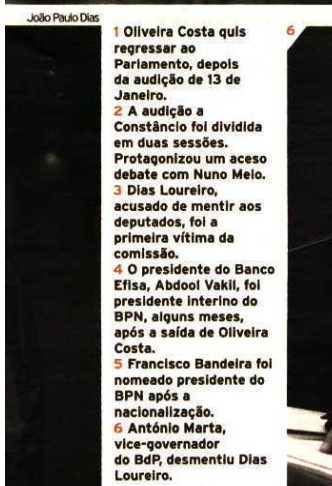 João Paulo Dias
1 Oliveira Costa quis
regressar ao
Parlamento, depois
da audição de 13 de
Janeiro.
2 A audição a
Constâncio foi dividida
em duas sessões.
Protagonizou um aceso
debate com Nuno Melo.
3 Dias Loureiro,
acusado de mentir aos
deputados, foi a
primeira vítima da
comissão.
4 O presidente do Banco
Efisa, Abdool Vakil, foi
presidente interino do
BPN, alguns meses,
após a saída de Oliveira
Costa.
5 Francisco Bandeira foi
nomeado presidente do
BPN após a
nacionalização.
6 António Marta,
vice-governador
do BdP, desmentiu Dias
Loureiro.
6